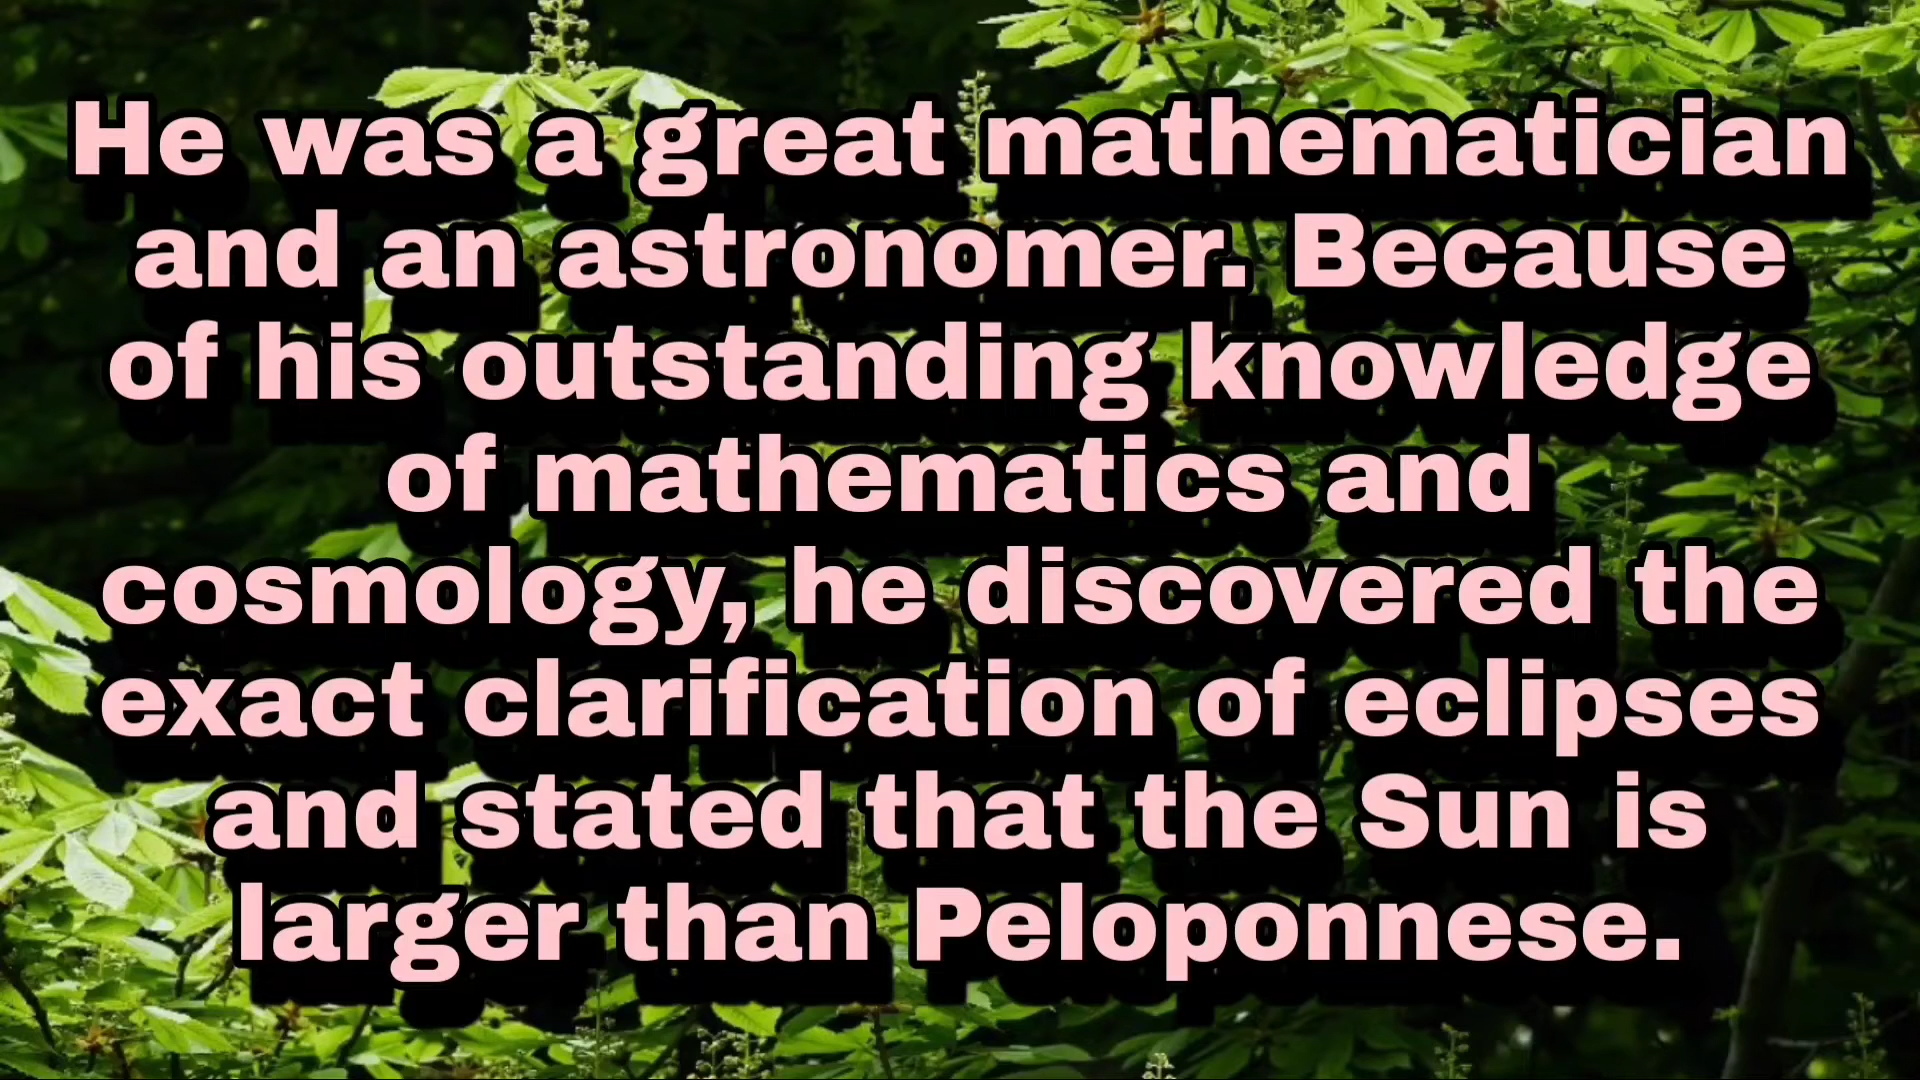 He was a great mathematician
and an astronomer. Because
of his outstanding knowledge
of mathematics and
cosmology, he discovered the
exact clarification of eclipses
and stated that the Sun is
larger than Peloponnese.